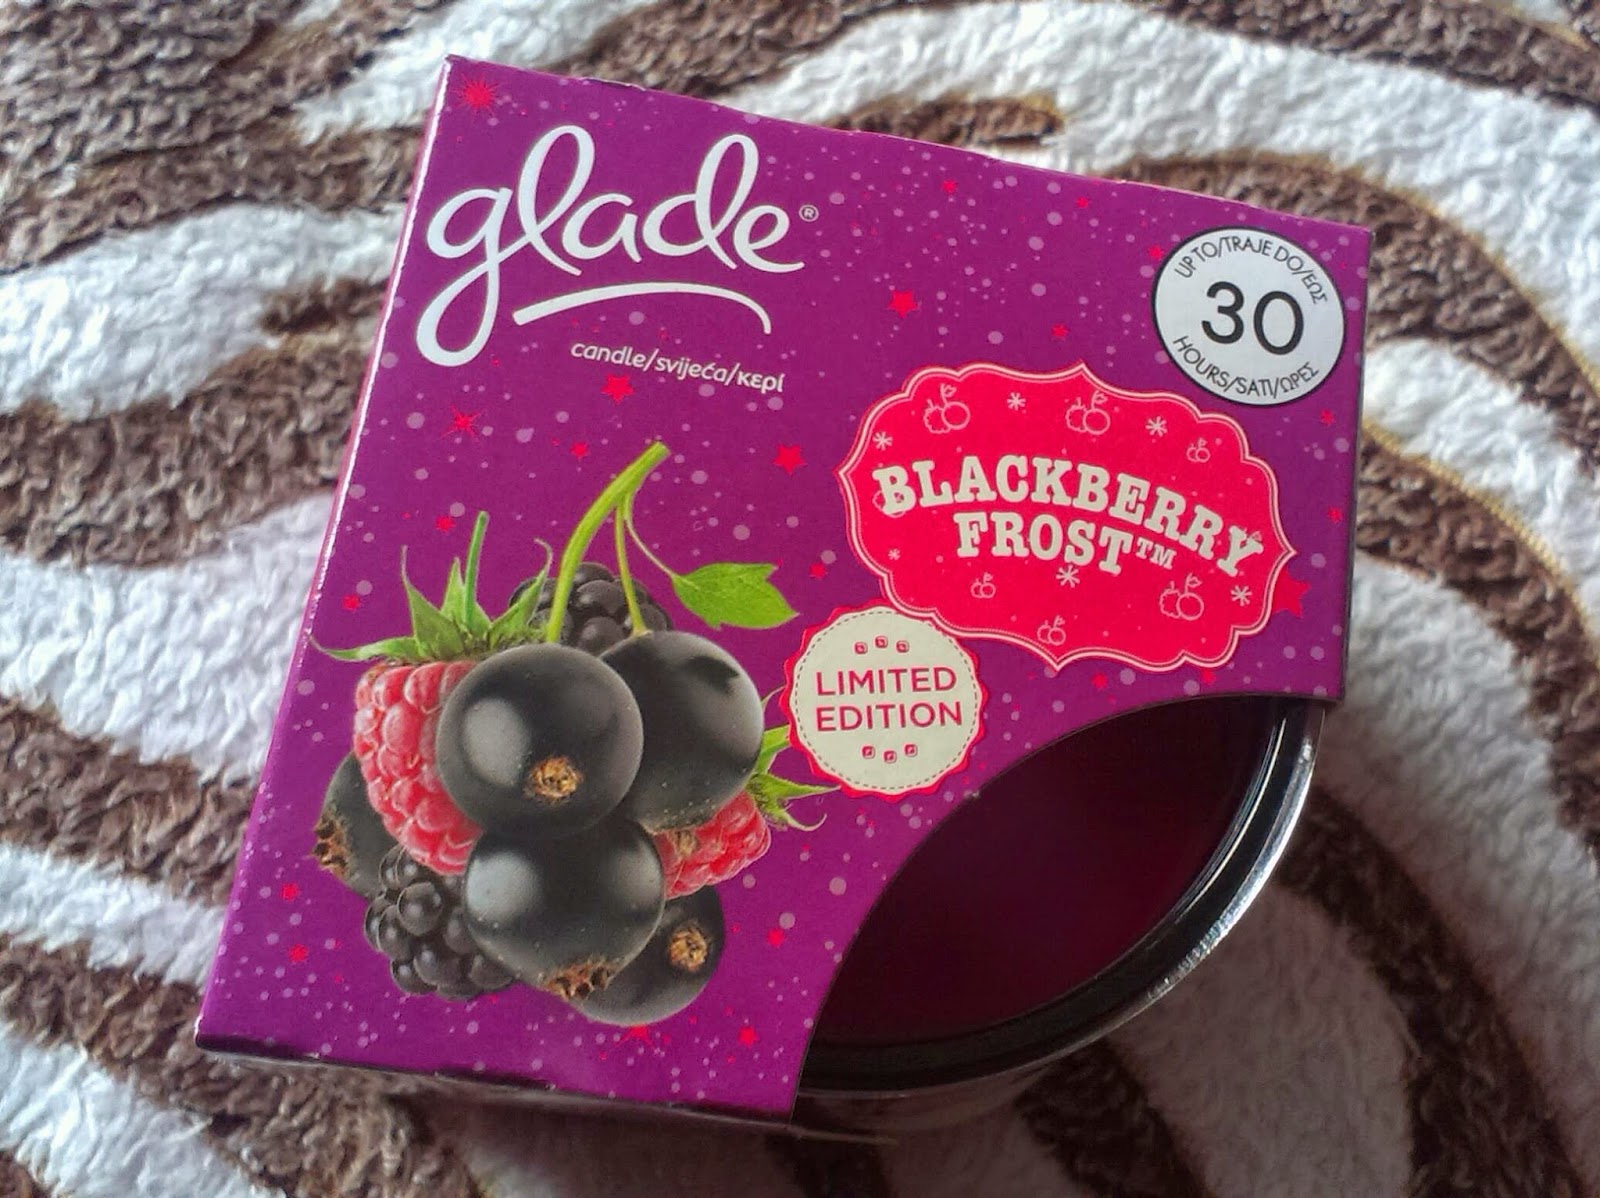 glade®
candle/svijeća/κερί
UP TO/TRAJE DO/ΕΩΣ
30
HOURS/SATI/ΩΡΕΣ
BLACKBERRY
FROST™
LIMITED
EDITION